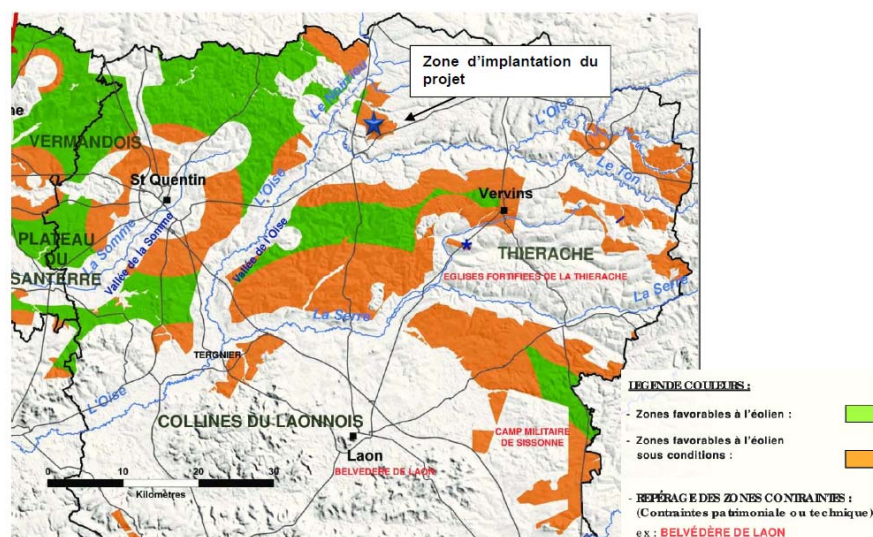 Zone d'implantation du
projet
Le Noirrieu
L'Oise
VERMANDOIS
Le Ton
St Quentin
L'Oise
Vervins
La Somme
Vallée de la Somme
Vallée de l'Oise
PLATEAU
DU
SANTERRE
THIERACHE
EGLISES FORTIFIEES DE LA THIERACHE
La Serre
La Serre
TERGNIER
L'Oise
COLLINES DU LAONNOIS
CAMP MILITAIRE
DE SISSONNE
Laon
BELVEDERE DE LAON
0 10 20 30
Kilomètres
LEGENDE COULEURS :
- Zones favorables à l'éolien :
- Zones favorables à l'éolien
sous conditions :
- REPÉRAGE DES ZONES CONTRAINTES :
(Contraintes patrimoniale ou technique)
ex : BELVÉDÈRE DE LAON